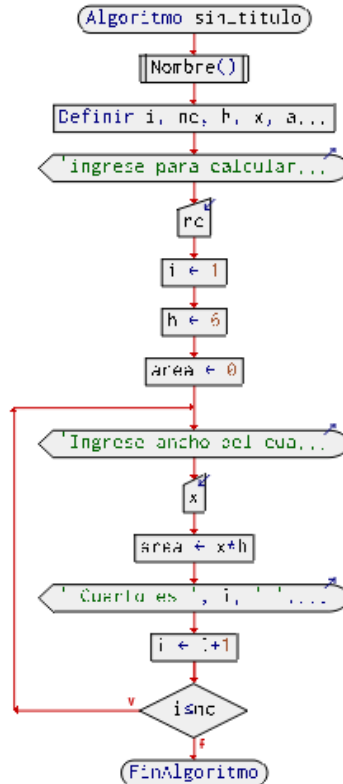 Algoritmo sin_titulo
Nombre()
Definir i, nc, h, x, a...
'ingrese para calcular...
nc
i ← 1
h ← 6
area ← 0
'Ingrese ancho del cua...
x
area ← x*h
' Cuarto es ', i, ' '....
i ← i+1
i≤nc
V
F
FinAlgoritmo